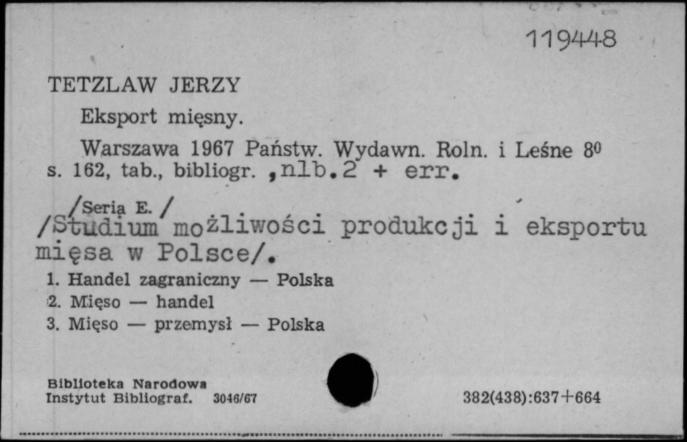 119448
TETZLAW JERZY
Eksport mięsny.
Warszawa 1967 Państw. Wydawn. Roln. i Leśne 8⁰
s. 162, tab., bibliogr. ,nlb.2 + err.
/Seria E./
/Studium możliwości produkcji i eksportu
mięsa w Polsce/.
1. Handel zagraniczny — Polska
2. Mięso — handel
3. Mięso — przemysł — Polska
Biblioteka Narodowa
Instytut Bibliograf. 3046/67
382(438):637+664